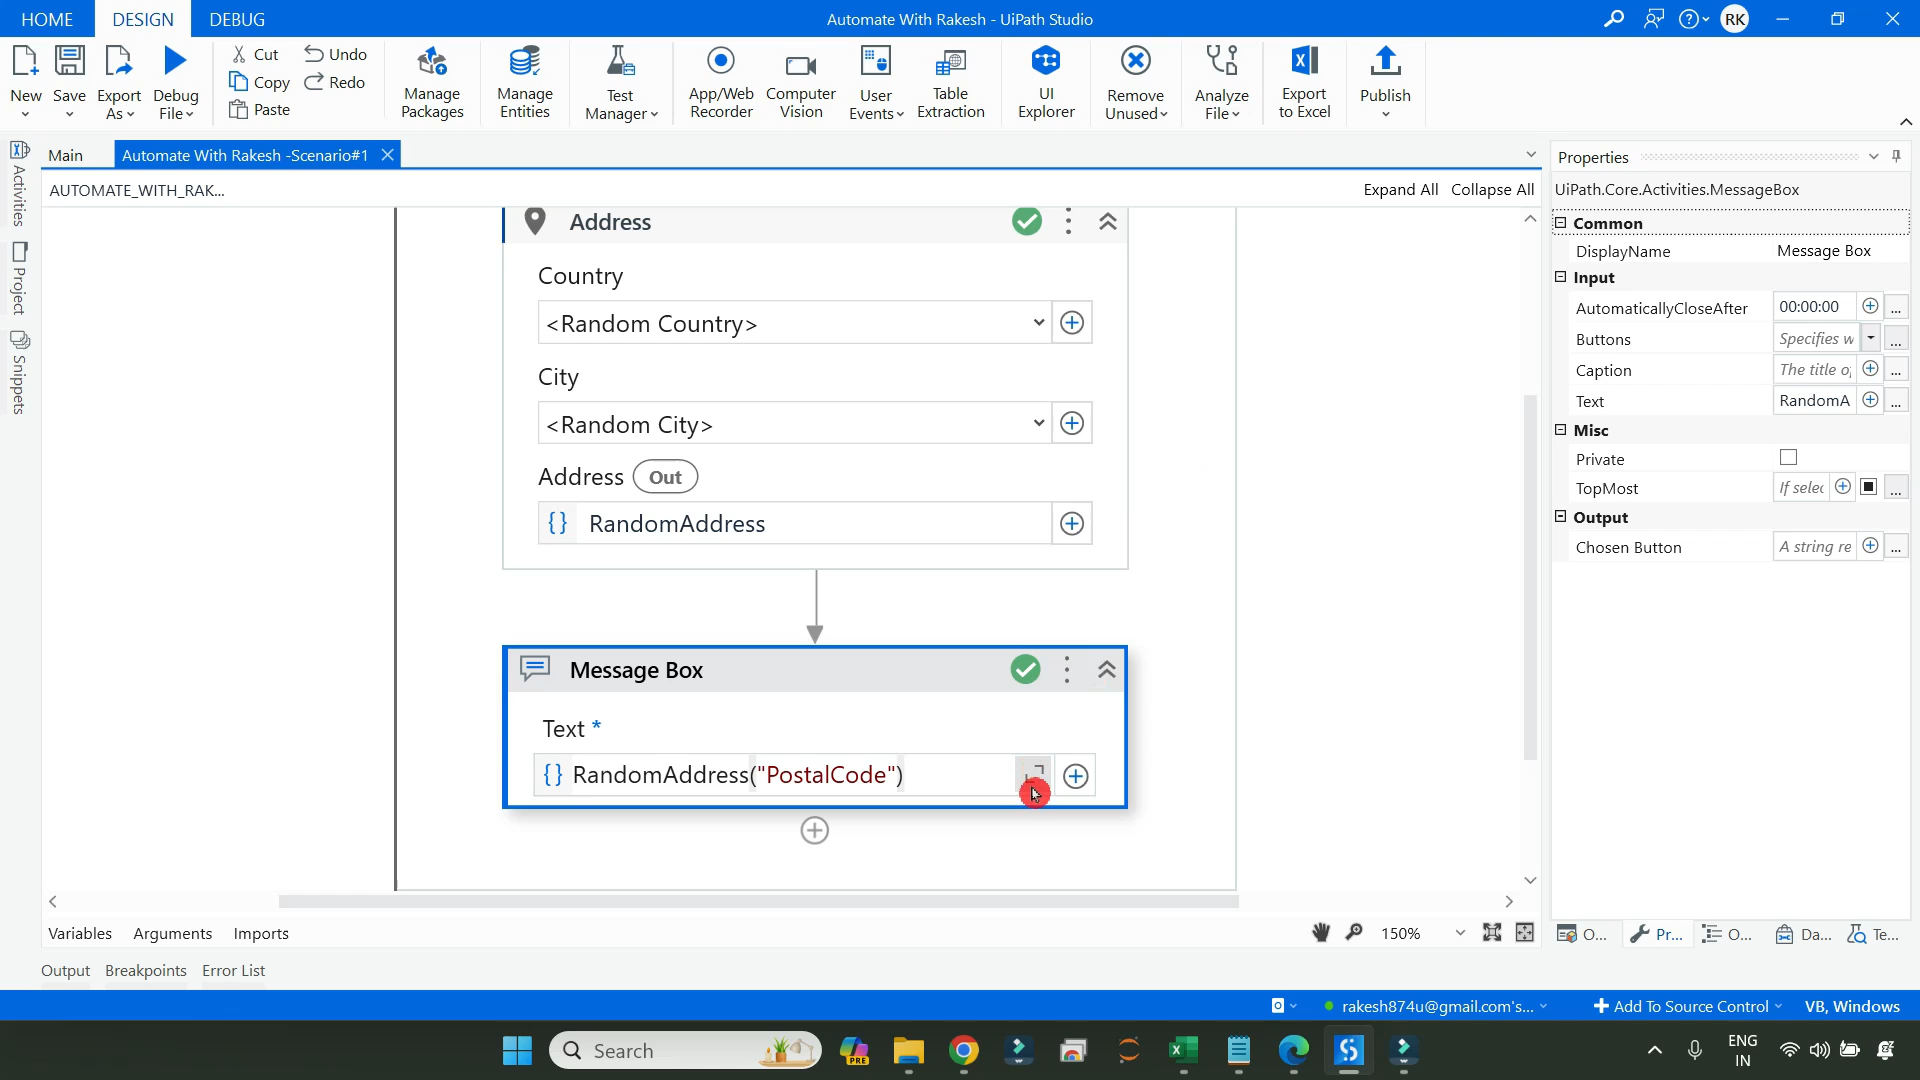 HOME DESIGN DEBUG Automate With Rakesh - UiPath Studio RK
New Save Export As Debug File
Cut Undo
Copy Redo
Paste
Manage Packages
Manage Entities
Test Manager
App/Web Recorder
Computer Vision
User Events
Table Extraction
UI Explorer
Remove Unused
Analyze File
Export to Excel
Publish
Main Automate With Rakesh -Scenario#1
AUTOMATE_WITH_RAK... Expand All Collapse All
Activities
Project
Snippets
Address
Country
<Random Country>
City
<Random City>
Address Out
{} RandomAddress
Message Box
Text *
{} RandomAddress("PostalCode")
Properties
UiPath.Core.Activities.MessageBox
Common
DisplayName Message Box
Input
AutomaticallyCloseAfter 00:00:00 ...
Buttons Specifies w ...
Caption The title o ...
Text RandomA ...
Misc
Private
TopMost If selec ...
Output
Chosen Button A string re ...
Variables Arguments Imports 150% O... Pr... O... Da... Te...
Output Breakpoints Error List
rakesh874u@gmail.com's... Add To Source Control VB, Windows
Search PRE ENG
IN